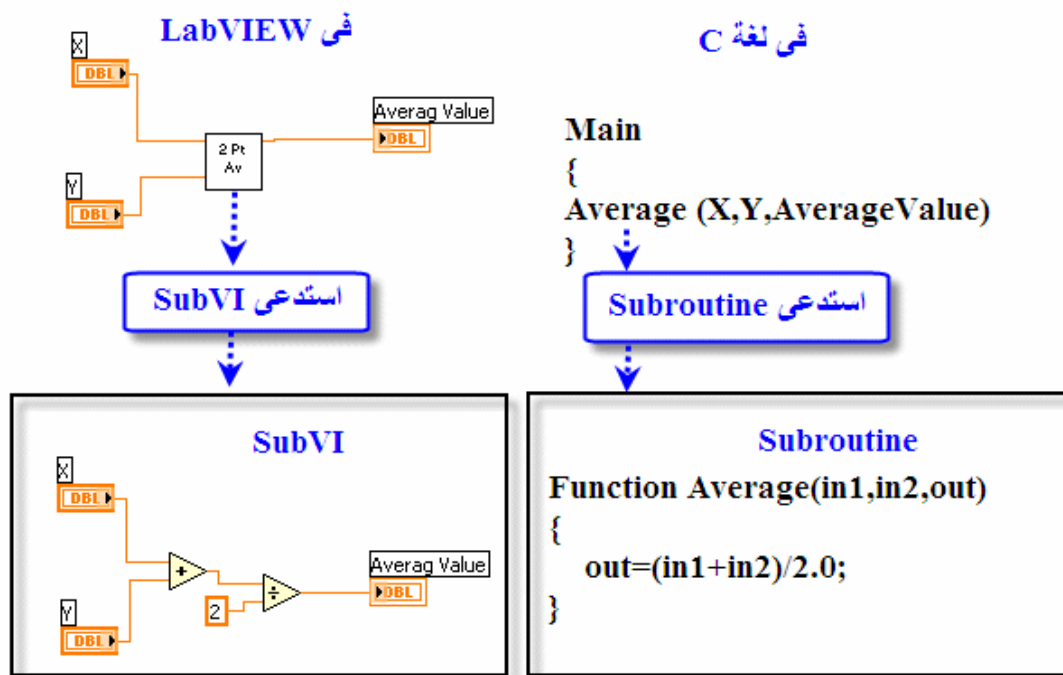 فى LabVIEW
X
DBL
Averag Value
DBL
2 Pt
Av
Y
DBL
استدعى SubVI
SubVI
X
DBL
+
÷
2
Averag Value
DBL
Y
DBL
فى لغة C
Main
{
Average (X,Y,AverageValue)
}
استدعى Subroutine
Subroutine
Function Average(in1,in2,out)
{
out=(in1+in2)/2.0;
}